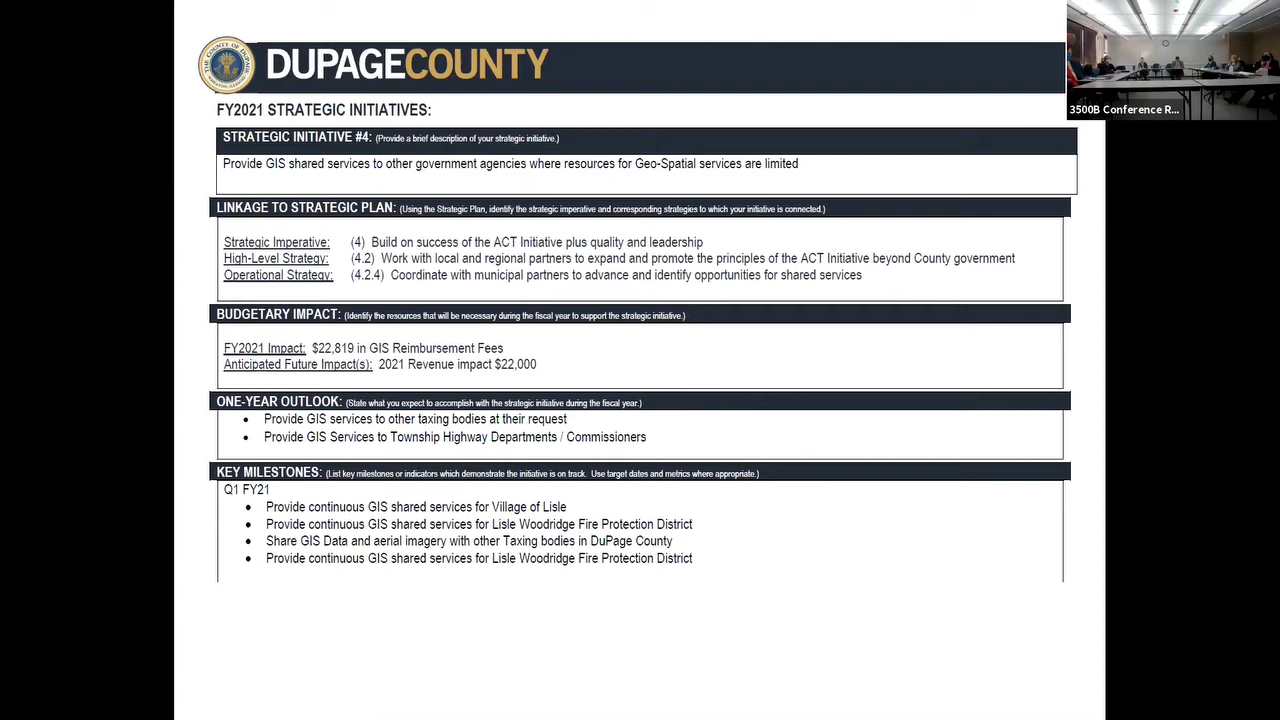 DUPAGECOUNTY
FY2021 STRATEGIC INITIATIVES:
STRATEGIC INITIATIVE #4: (Provide a brief description of your strategic initiative.)
Provide GIS shared services to other government agencies where resources for Geo-Spatial services are limited
LINKAGE TO STRATEGIC PLAN: (Using the Strategic Plan, identify the strategic imperative and corresponding strategies to which your initiative is connected.)
Strategic Imperative: (4) Build on success of the ACT Initiative plus quality and leadership
High-Level Strategy: (4.2) Work with local and regional partners to expand and promote the principles of the ACT Initiative beyond County government
Operational Strategy: (4.2.4) Coordinate with municipal partners to advance and identify opportunities for shared services
BUDGETARY IMPACT: (Identify the resources that will be necessary during the fiscal year to support the strategic initiative.)
FY2021 Impact: $22,819 in GIS Reimbursement Fees
Anticipated Future Impact(s): 2021 Revenue impact $22,000
ONE-YEAR OUTLOOK: (State what you expect to accomplish with the strategic initiative during the fiscal year.)
• Provide GIS services to other taxing bodies at their request
• Provide GIS Services to Township Highway Departments / Commissioners
KEY MILESTONES: (List key milestones or indicators which demonstrate the initiative is on track. Use target dates and metrics where appropriate.)
Q1 FY21
• Provide continuous GIS shared services for Village of Lisle
• Provide continuous GIS shared services for Lisle Woodridge Fire Protection District
• Share GIS Data and aerial imagery with other Taxing bodies in DuPage County
• Provide continuous GIS shared services for Lisle Woodridge Fire Protection District
3500B Conference R...